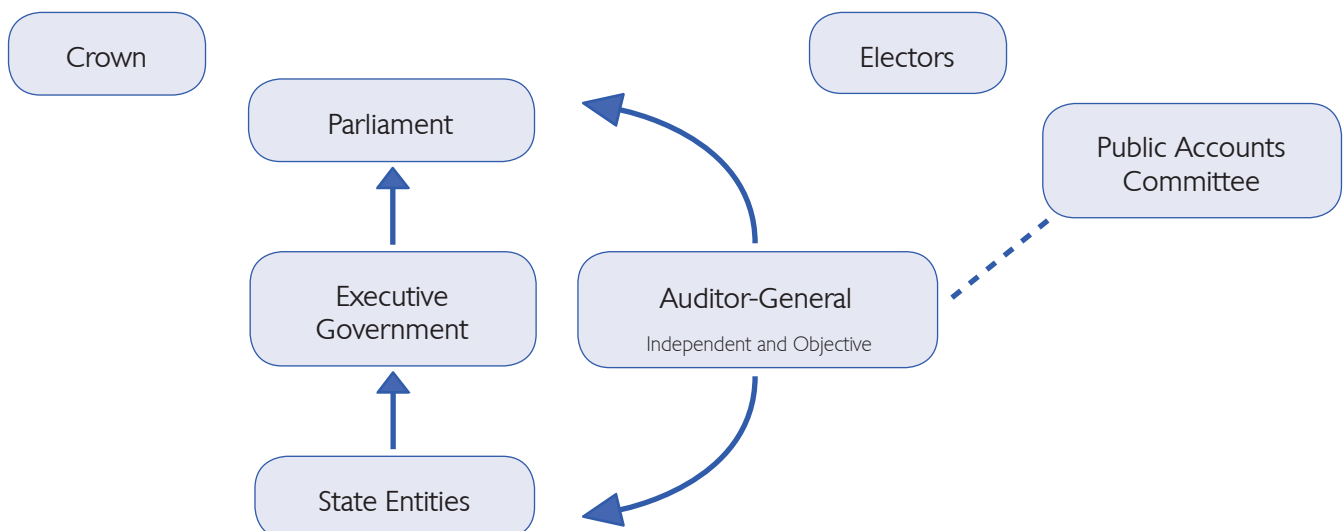 Crown
Electors
Parliament
Public Accounts
Committee
Executive
Government
Auditor-General
Independent and Objective
State Entities